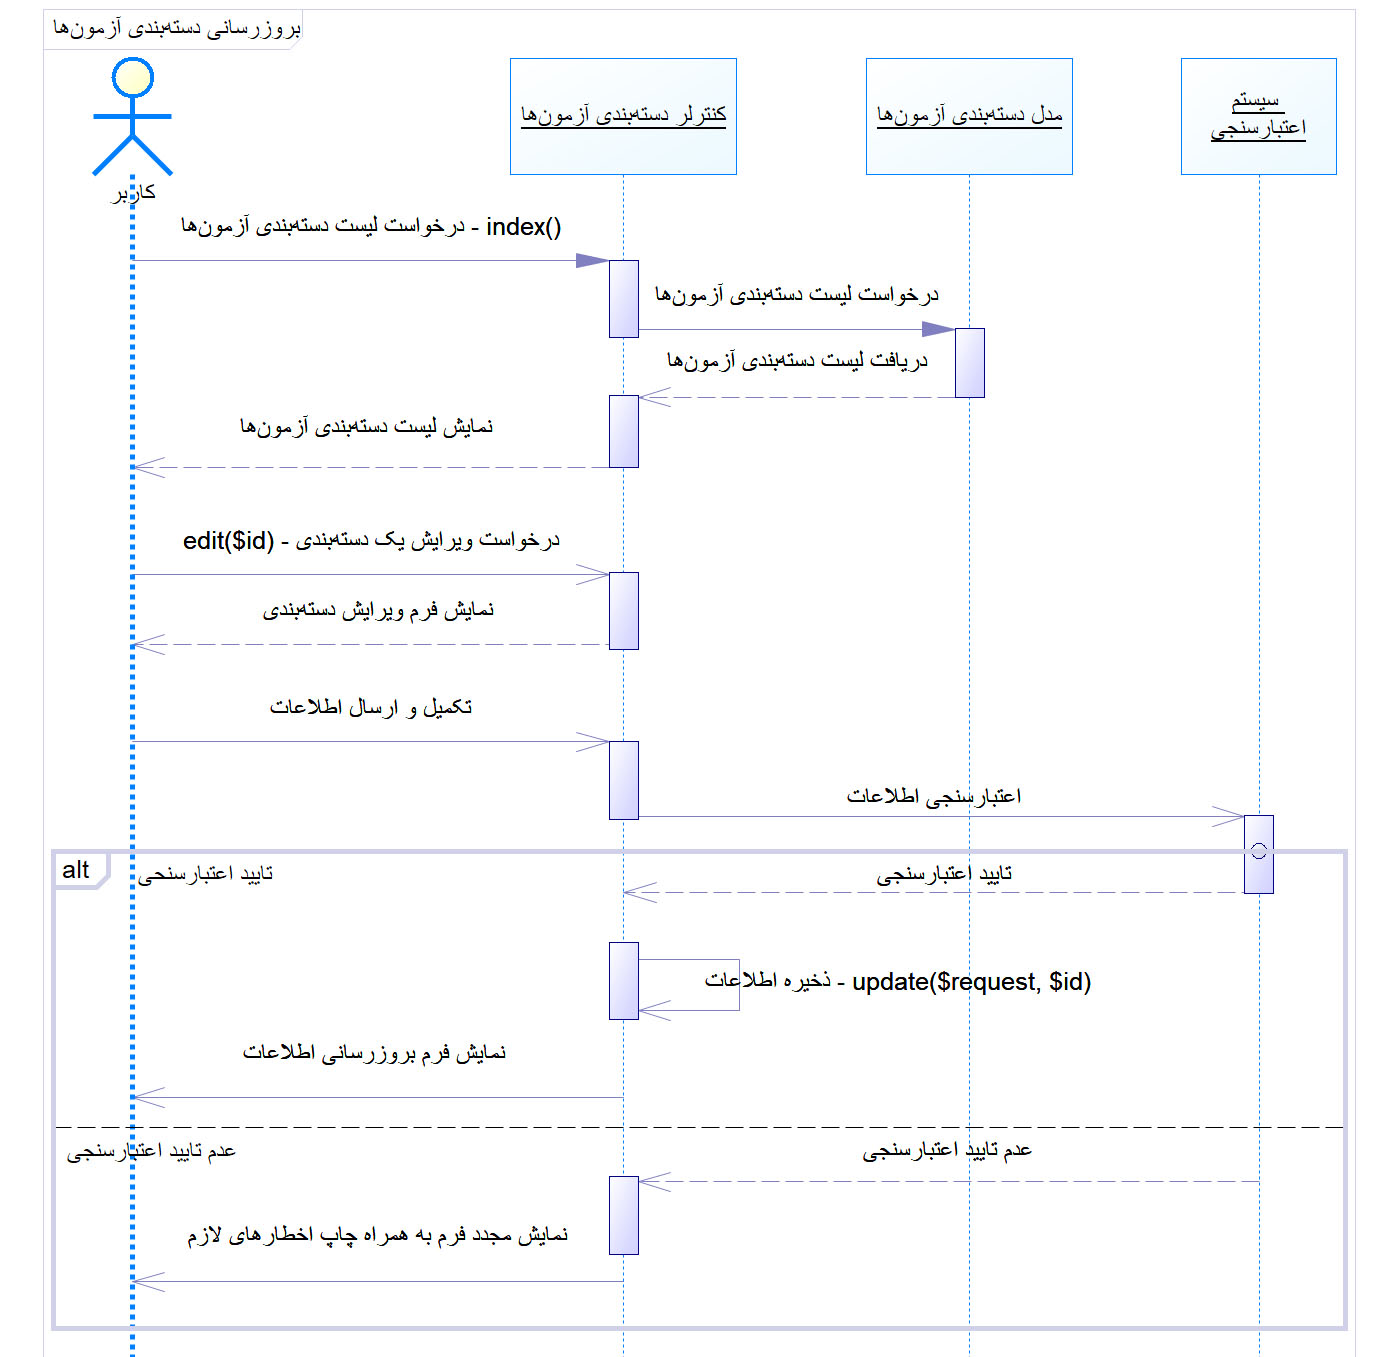 بروزرسانی دسته‌بندی آزمون‌ها
کنترلر دسته‌بندی آزمون‌ها
مدل دسته‌بندی آزمون‌ها
سیستم
اعتبارسنجی
کاربر
درخواست لیست دسته‌بندی آزمون‌ها - index()
درخواست لیست دسته‌بندی آزمون‌ها
دریافت لیست دسته‌بندی آزمون‌ها
نمایش لیست دسته‌بندی آزمون‌ها
درخواست ویرایش یک دسته‌بندی - edit($id)
نمایش فرم ویرایش دسته‌بندی
تکمیل و ارسال اطلاعات
اعتبارسنجی اطلاعات
alt
تایید اعتبارسنحی
تایید اعتبارسنجی
ذخیره اطلاعات - update($request, $id)
نمایش فرم بروزرسانی اطلاعات
عدم تایید اعتبارسنجی
عدم تایید اعتبارسنجی
نمایش مجدد فرم به همراه چاپ اخطارهای لازم